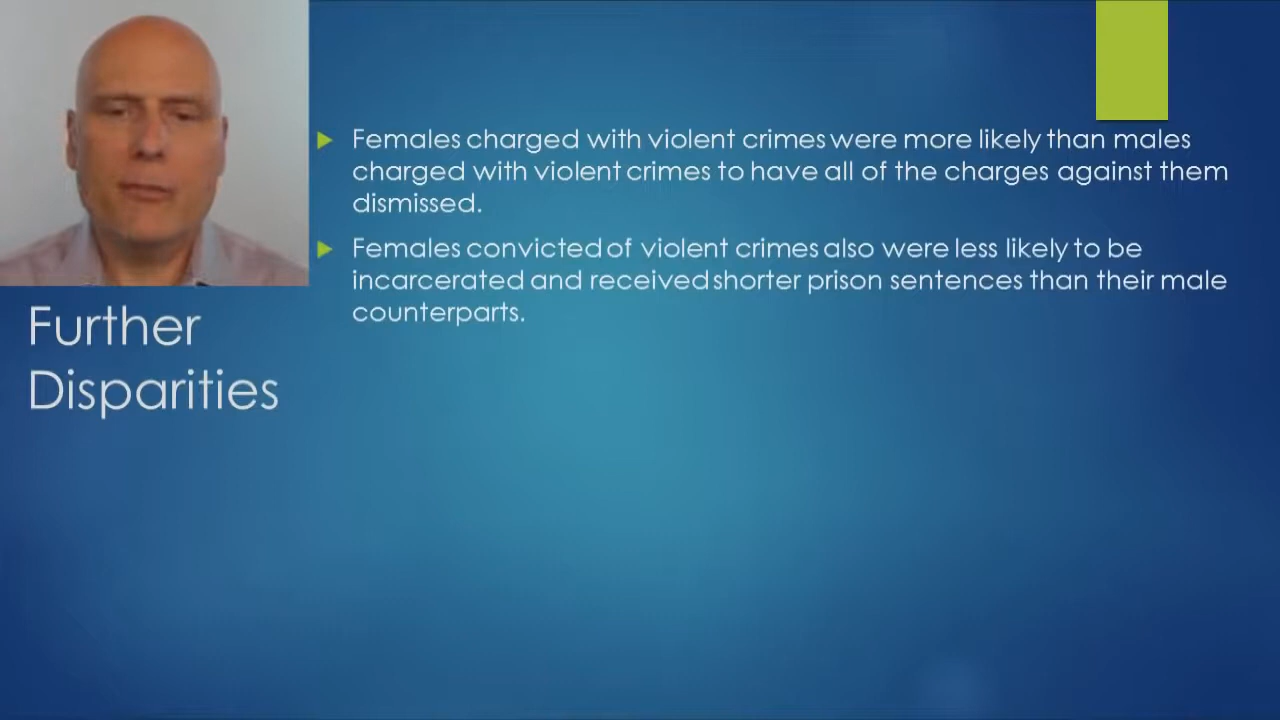 Females charged with violent crimes were more likely than males
charged with violent crimes to have all of the charges against them
dismissed.
Females convicted of violent crimes also were less likely to be
incarcerated and received shorter prison sentences than their male
counterparts.
Further
Disparities